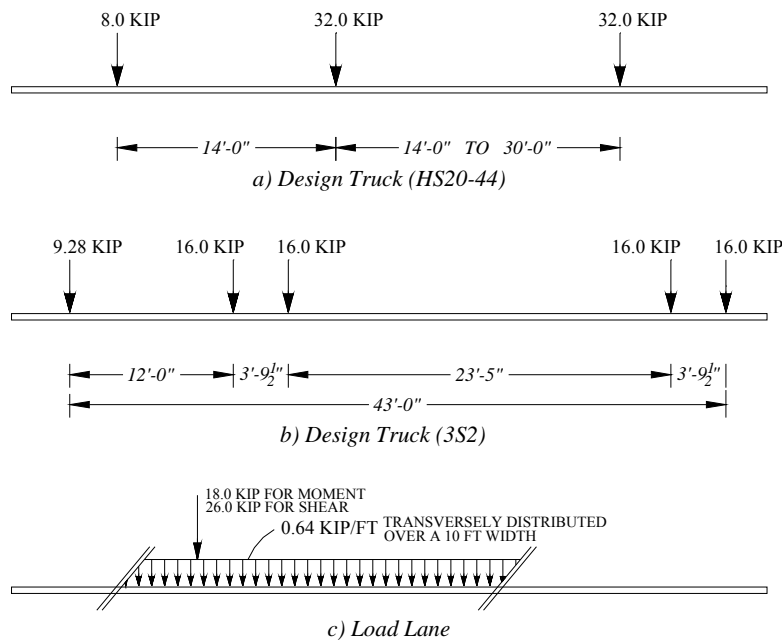 8.0 KIP 32.0 KIP 32.0 KIP
14'-0" 14'-0" TO 30'-0"
a) Design Truck (HS20-44)
9.28 KIP 16.0 KIP 16.0 KIP 16.0 KIP 16.0 KIP
12'-0" 3'-9½" 23'-5" 3'-9½"
43'-0"
b) Design Truck (3S2)
18.0 KIP FOR MOMENT
26.0 KIP FOR SHEAR
0.64 KIP/FT TRANSVERSELY DISTRIBUTED
OVER A 10 FT WIDTH
c) Load Lane